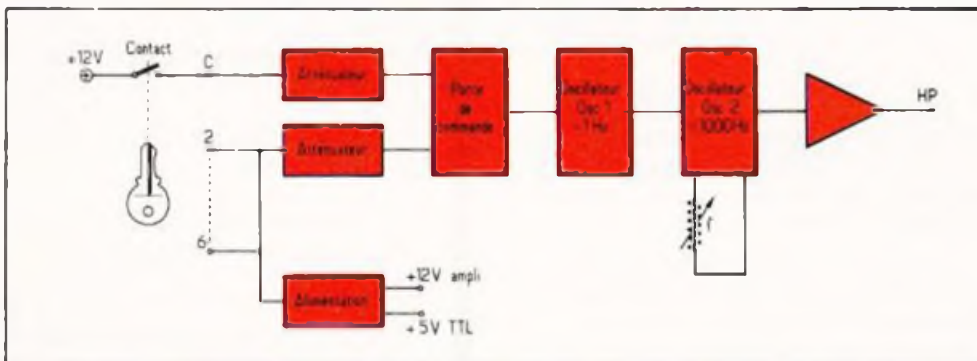 +12V
Contact
C
Atténuateur
Porte
de
commande
Oscillateur
Osc 1
~1Hz
Oscillateur
Osc 2
~1000Hz
HP
2
Atténuateur
6
Alimentation
+12V ampli
+5V TTL